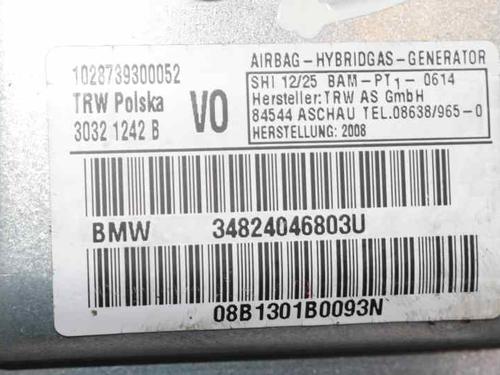 1028739300052
TRW Polska
3032 1242 B
VO
AIRBAG-HYBRIDGAS-GENERATOR
SHI 12/25 BAM-PT1-0614
Hersteller: TRW AS GmbH
84544 ASCHAU TEL.08638/965-0
HERSTELLUNG: 2008
BMW 34824046803U
08B1301B0093N